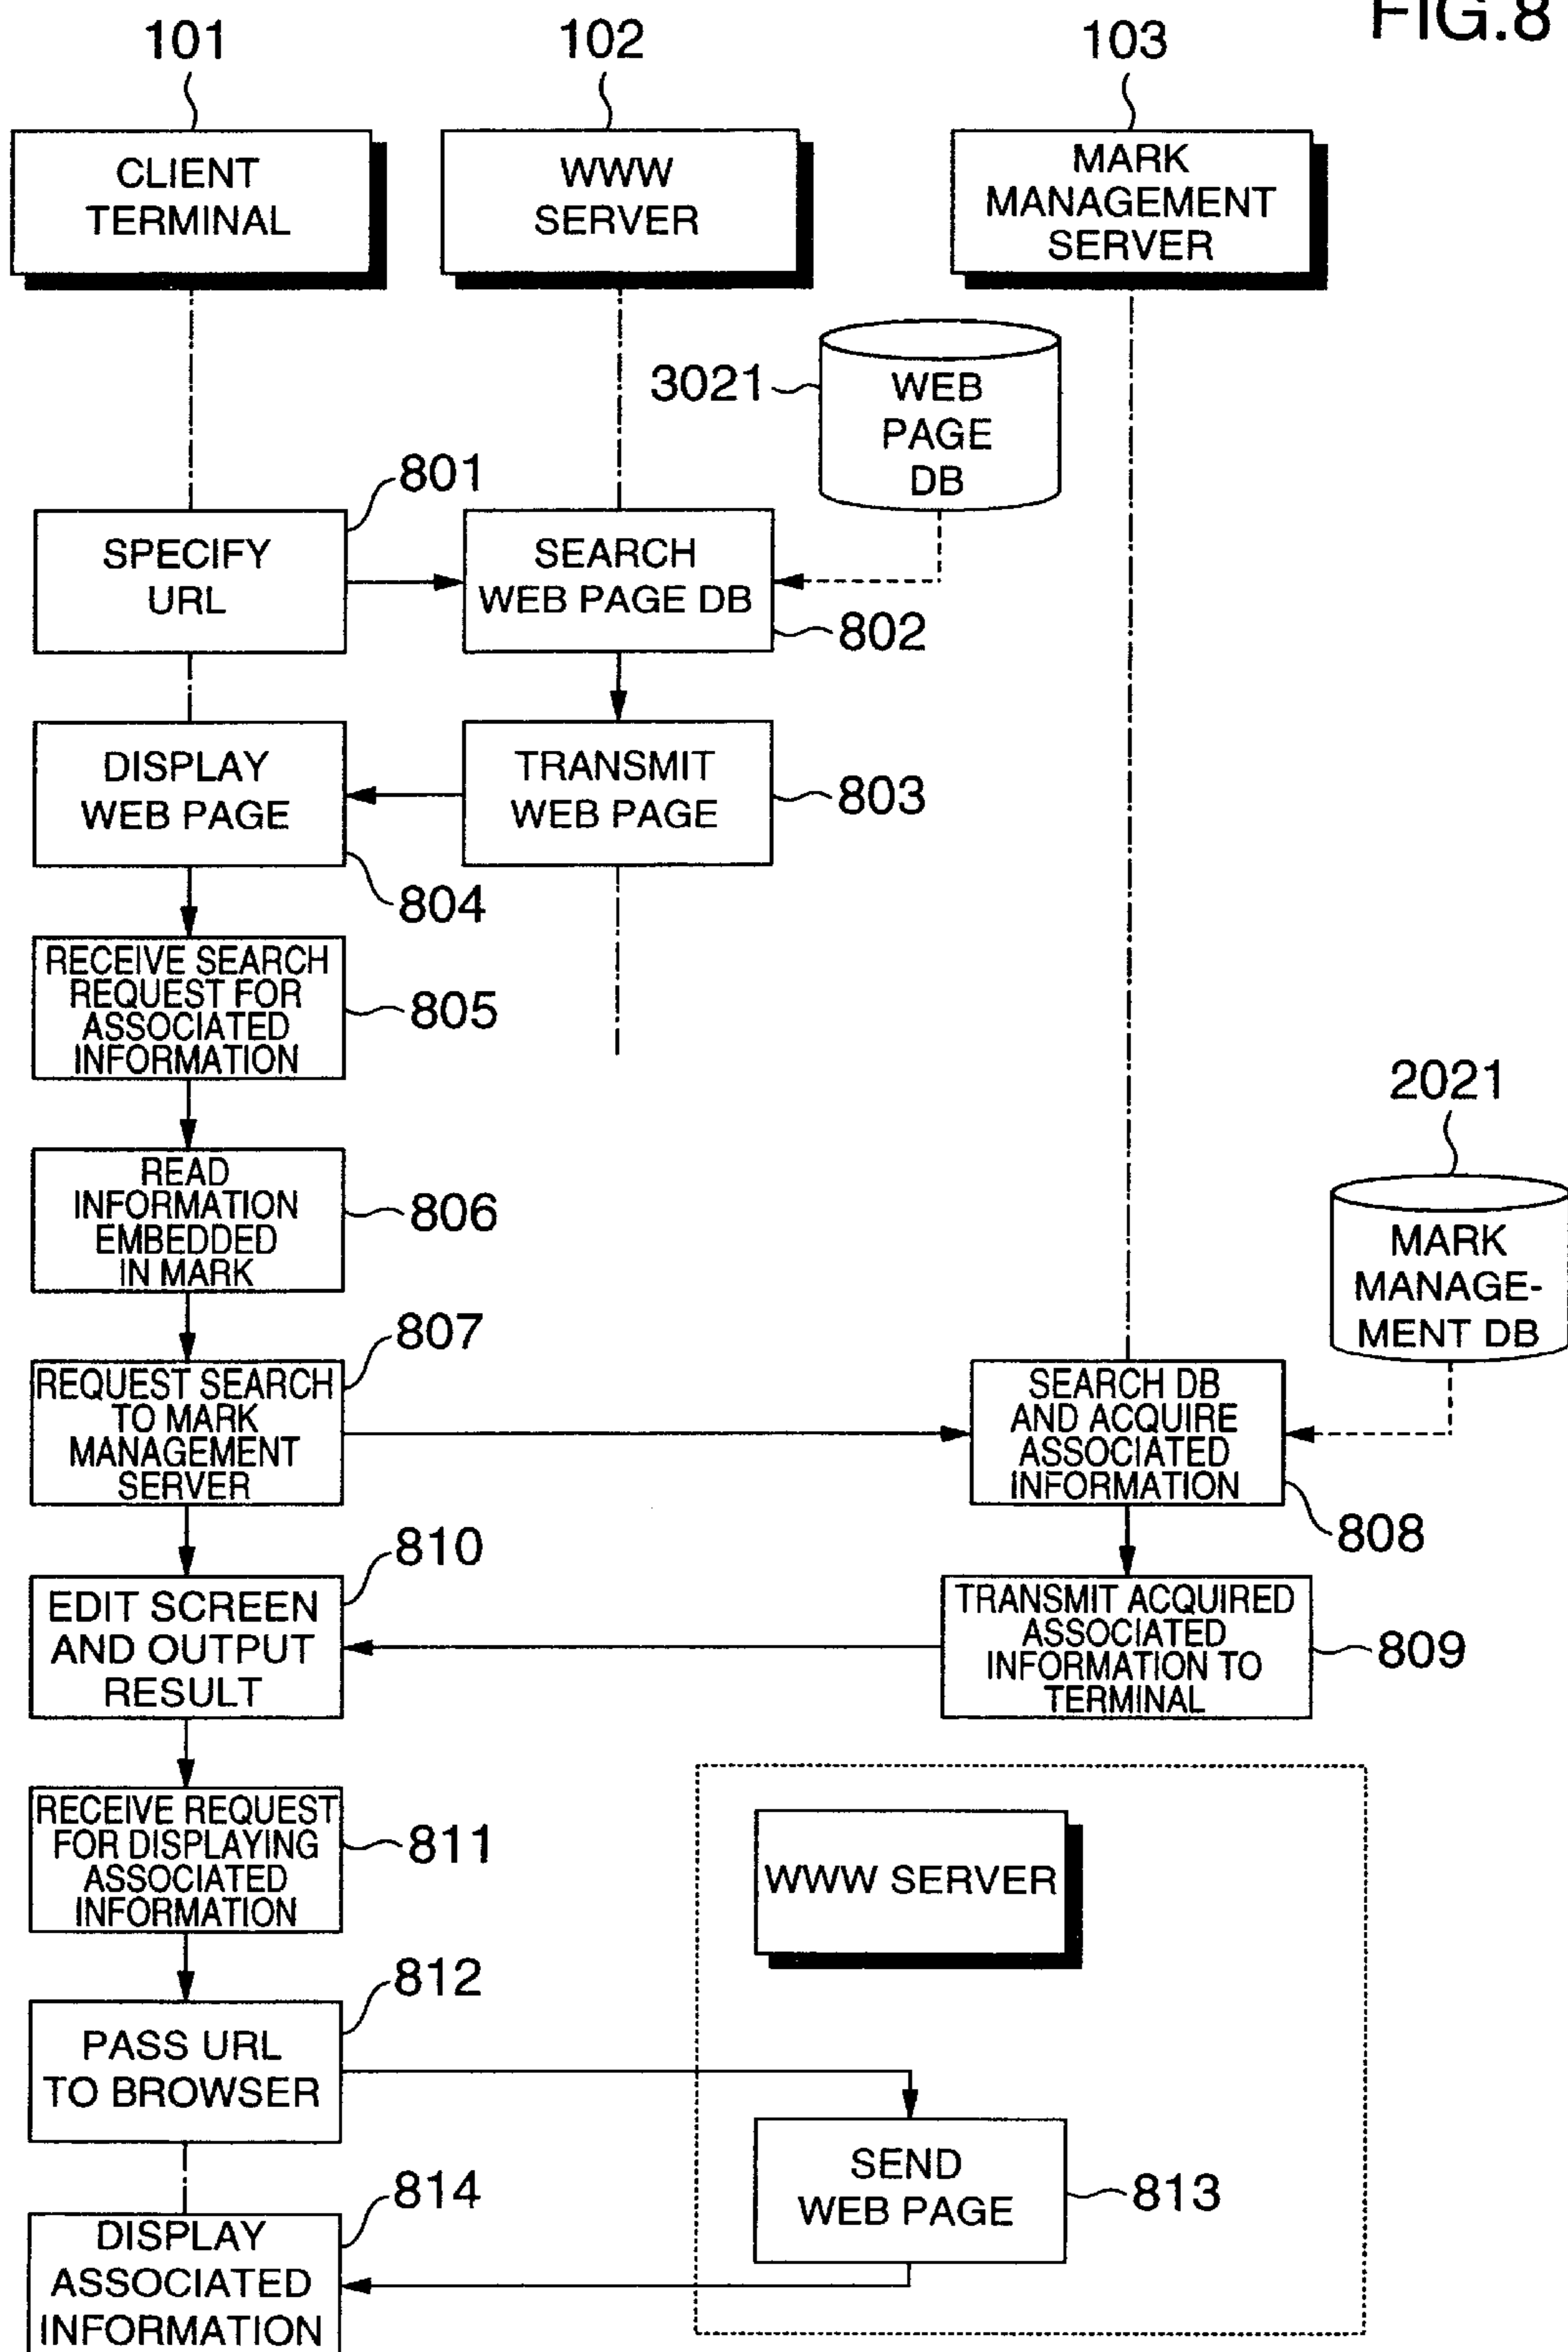 FIG.8
101
102
103
CLIENT
TERMINAL
WWW
SERVER
MARK
MANAGEMENT
SERVER
3021
WEB
PAGE
DB
801
SPECIFY
URL
SEARCH
WEB PAGE DB
802
DISPLAY
WEB PAGE
804
TRANSMIT
WEB PAGE
803
RECEIVE SEARCH
REQUEST FOR
ASSOCIATED
INFORMATION
805
READ
INFORMATION
EMBEDDED
IN MARK
806
2021
MARK
MANAGE-
MENT DB
807
REQUEST SEARCH
TO MARK
MANAGEMENT
SERVER
SEARCH DB
AND ACQUIRE
ASSOCIATED
INFORMATION
808
810
EDIT SCREEN
AND OUTPUT
RESULT
TRANSMIT ACQUIRED
ASSOCIATED
INFORMATION TO
TERMINAL
809
RECEIVE REQUEST
FOR DISPLAYING
ASSOCIATED
INFORMATION
811
WWW SERVER
812
PASS URL
TO BROWSER
SEND
WEB PAGE
813
814
DISPLAY
ASSOCIATED
INFORMATION